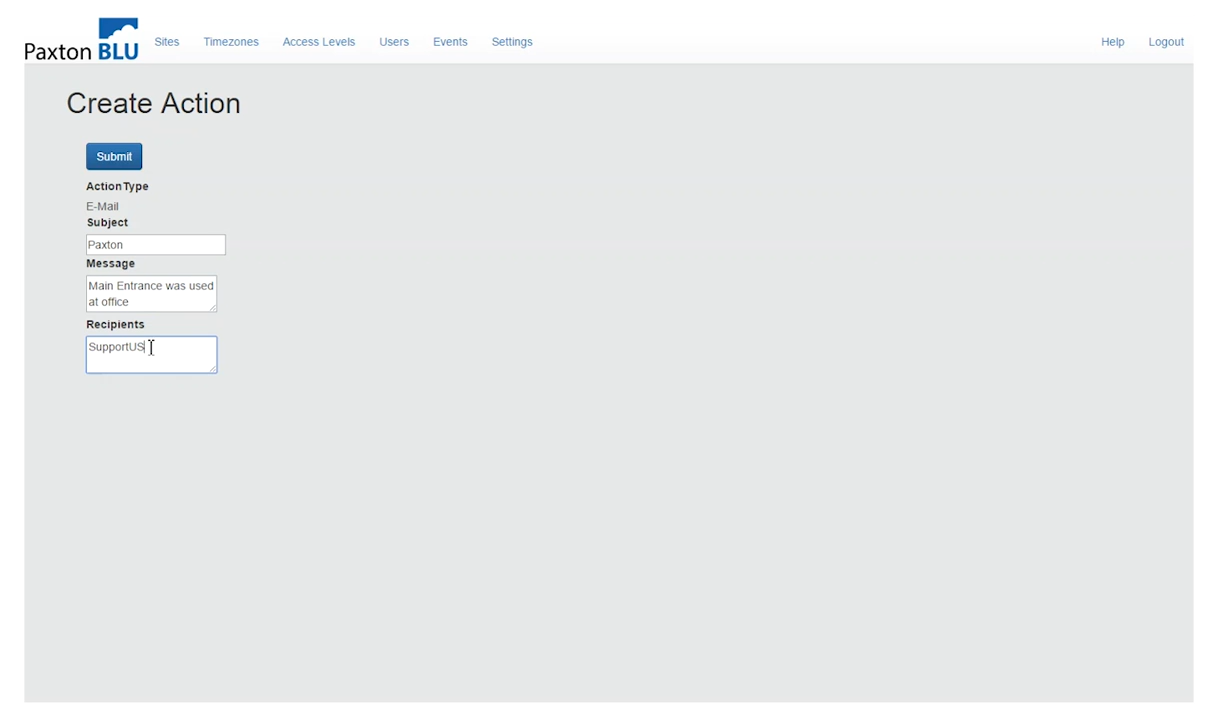 Paxton BLU
Sites Timezones Access Levels Users Events Settings Help Logout
Create Action
Submit
Action Type
E-Mail
Subject
Paxton
Message
Main Entrance was used
at office
Recipients
SupportUS